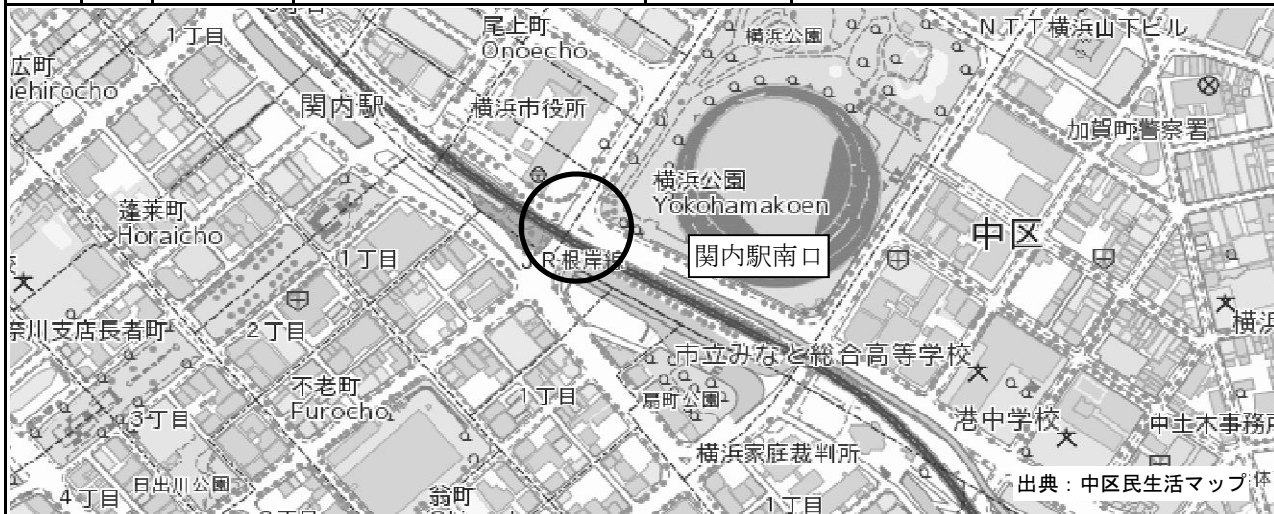 1丁目
尾上町
Onoecho
横浜公園
NTT横浜山下ビル
広町
関内駅
横浜市役所
加賀町警察署
横浜公園
Yokohamakoen
蓬莱町
Horaicho
中区
1丁目
JR根岸線
関内駅南口
奈川支店長者町
2丁目
横浜
市立みなと総合高等学校
不老町
Furocho
1丁目
扇町公園
3丁目
港中学校
中土木事務所
横浜家庭裁判所
日出川公園
4丁目
翁町
1丁目
出典：中区民生活マップ
体